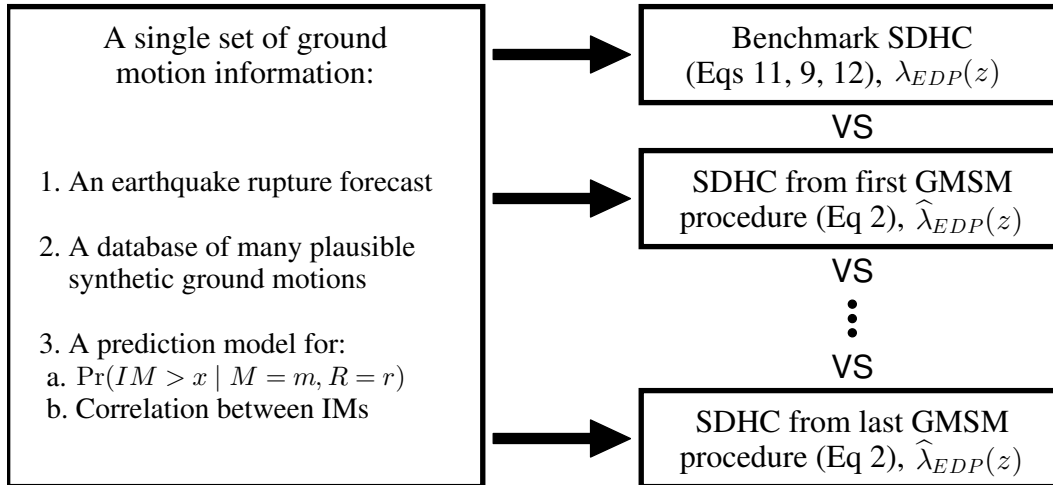 A single set of ground
motion information:
1. An earthquake rupture forecast
2. A database of many plausible
synthetic ground motions
3. A prediction model for:
a. Pr(IM > x | M = m, R = r)
b. Correlation between IMs
Benchmark SDHC
(Eqs 11, 9, 12), λ_EDP(z)
VS
SDHC from first GMSM
procedure (Eq 2), λ̂_EDP(z)
VS
VS
SDHC from last GMSM
procedure (Eq 2), λ̂_EDP(z)